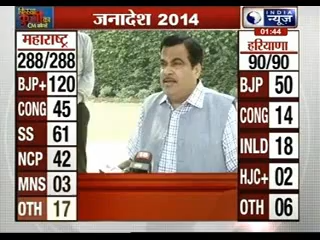 जनादेश 2014
INDIA
न्यूज़
01:44
महाराष्ट्र
288/288
BJP+ 120
CONG 45
SS 61
NCP 42
MNS 03
OTH 17
हरियाणा
90/90
BJP 50
CONG 14
INLD 18
HJC+ 02
OTH 06